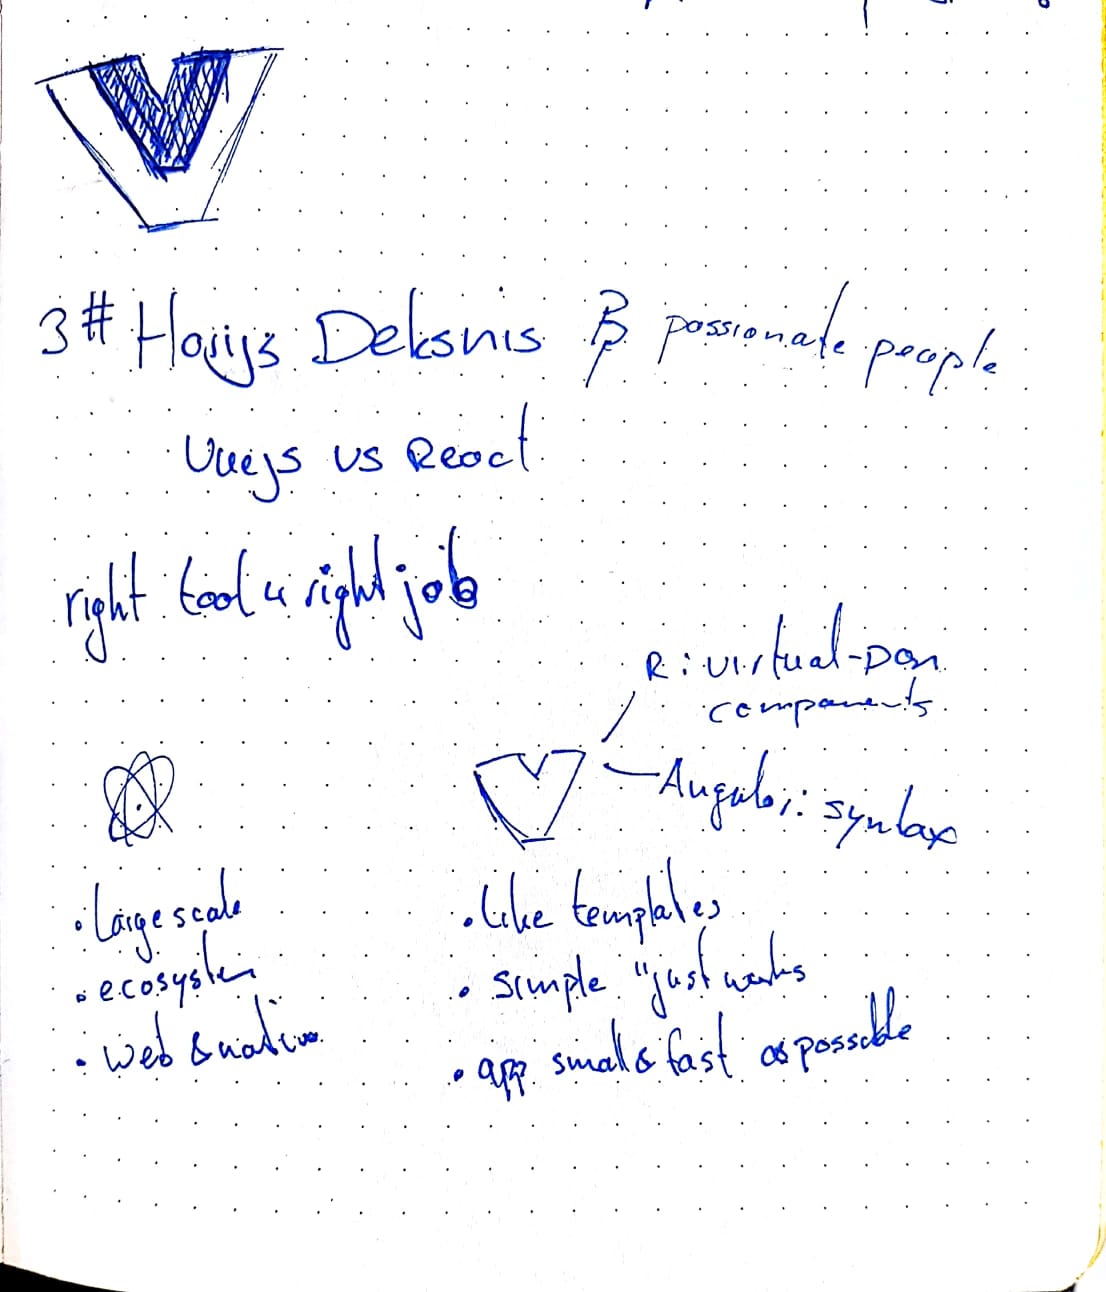 3# Harijs Deksnis passionate people
Vuejs vs React
right tool 4 right job
R: virtual-DOM
components
Angular: syntax
• Large scale
• ecosystem
• web & native
• like templates
• simple "just works
• app small & fast as possible